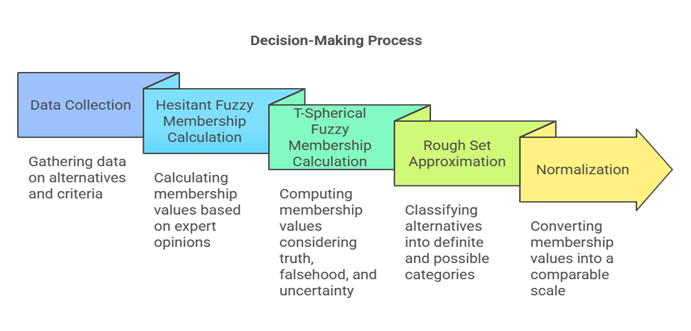 Decision-Making Process
Data Collection
Gathering data
on alternatives
and criteria
Hesitant Fuzzy
Membership
Calculation
Calculating
membership
values based
on expert
opinions
T-Spherical
Fuzzy
Membership
Calculation
Computing
membership
values
considering
truth,
falsehood, and
uncertainty
Rough Set
Approximation
Classifying
alternatives
into definite
and possible
categories
Normalization
Converting
membership
values into a
comparable
scale